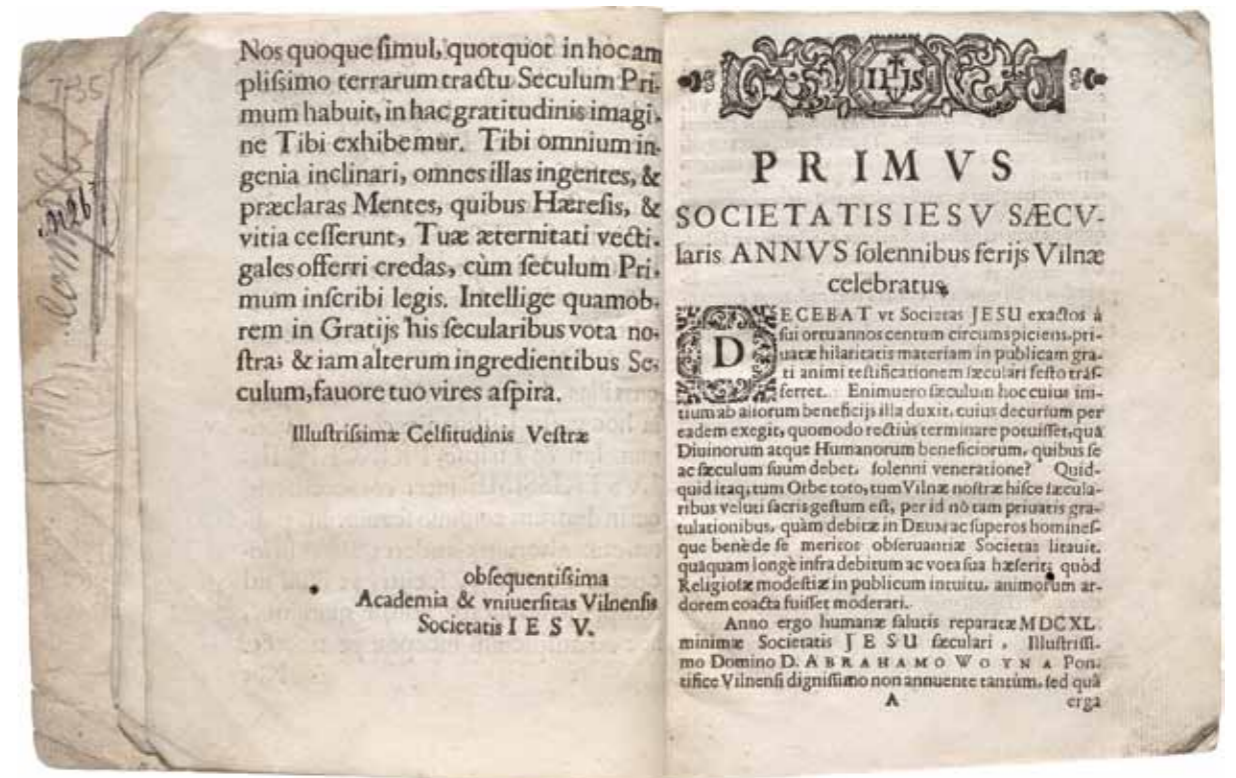 Nos quoque ſimul, quotquot in hoc am
pliſsimo terrarum tractu Seculum Pri-
mum habuit, in hac gratitudinis imagi-
ne Tibi exhibemur. Tibi omnium in-
genia inclinari, omnes illas ingentes, &
præclaras Mentes, quibus Hæreſis, &
vitia ceſſerunt, Tuæ æternitati vecti-
gales offerri credas, cùm ſeculum Pri-
mum inſcribi legis. Intellige quamob-
rem in Gratijs his ſecularibus vota no-
ſtra; & iam alterum ingredientibus Se-
culum, fauore tuo vires aſpira.
Illuſtriſsimæ Celſitudinis Veſtræ
obſequentiſsima
Academia & vniuerſitas Vilnenſis
Societatis I E S V.
735
IHS
P R I M V S
SOCIETATIS IESV SÆCV-
laris ANNVS ſolennibus ferijs Vilnæ
celebratus
DECEBAT vt Societas JESU exactos á
ſui ortu annos centum circumspiciens, pri-
uatæ hilaritatis materiam in publicam gra-
ti animi teſtificationem ſæculari feſto trãſ-
ferret. Enimuero ſæculum hoc cuius ini-
tium ab aliorum beneficijs illa duxit, cuius decurſum per
eadem exegit, quomodo rectiùs terminare potuiſſet, quã
Diuinorum atque Humanorum beneficiorum, quibus ſe
ac ſæculum ſuum debet, ſolenni veneratione? Quid-
quid itaq; tum Orbe toto, tum Vilnæ noſtræ hiſce ſæcula-
ribus veluti ſacris geſtum eſt, per id nõ tam priuatis gra-
tulationibus, quàm debitæ in DEUM ac ſuperos homineſ-
que benè de ſe meritos obſeruantiæ Societas litauit.
quãquam longè infra debitum ac vota ſua hæſerit; quòd
Religioſæ modeſtiæ in publicum intuitu, animorum ar-
dorem coacta fuiſſet moderari.
Anno ergo humanæ ſalutis reparatæ MDCXL.
minimæ Societatis JESU ſæculari, Illuſtriſſi-
mo Domino D. ABRAHAMO WOYNA Pon-
tifice Vilnenſi digniſſimo non annuente tantùm, ſed quã
A erga